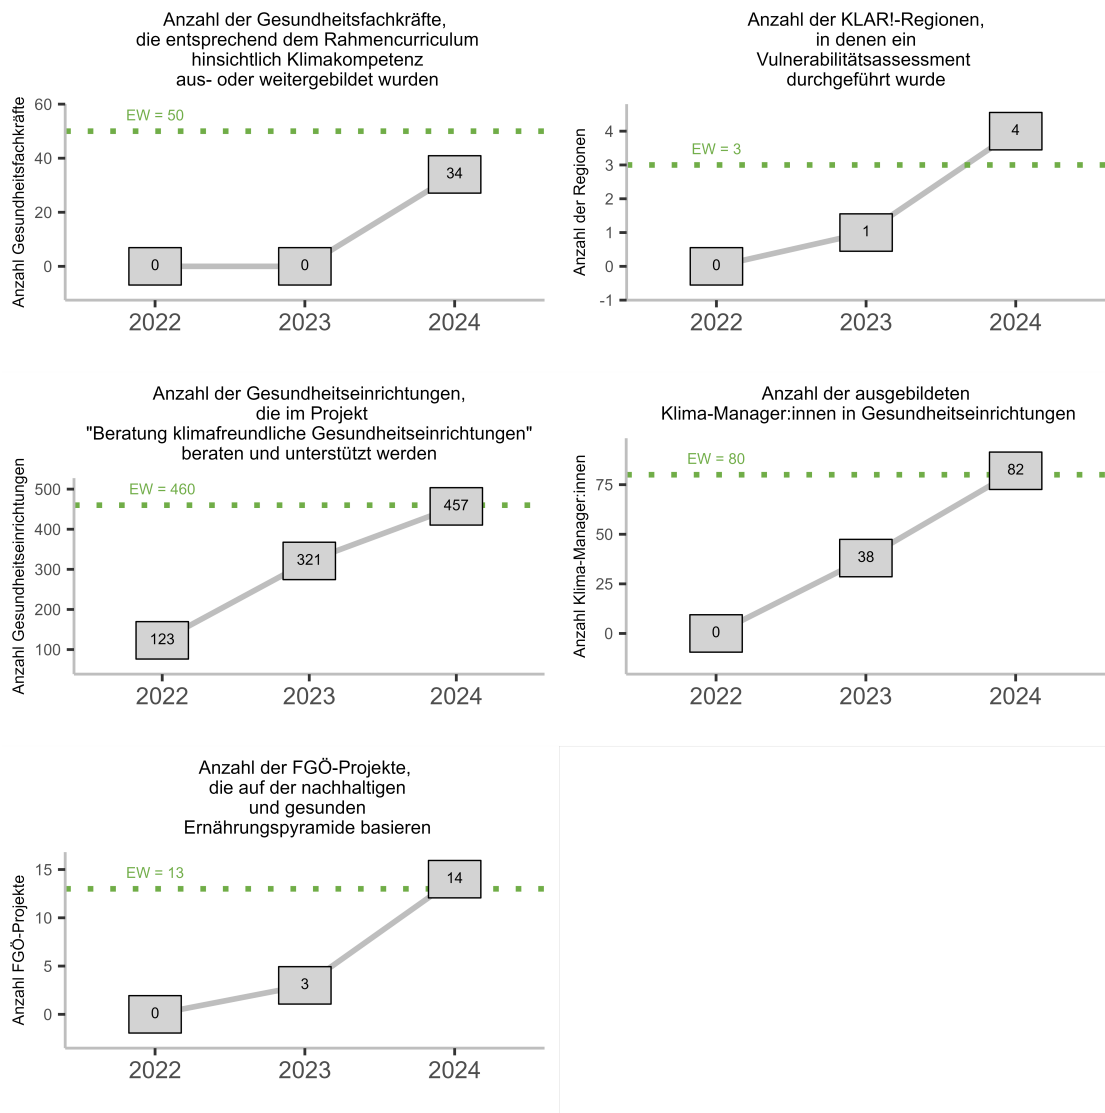 Anzahl der Gesundheitsfachkräfte,
die entsprechend dem Rahmencurriculum
hinsichtlich Klimakompetenz
aus- oder weitergebildet wurden
Anzahl Gesundheitsfachkräfte
60
40
20
0
EW = 50
0
0
34
2022
2023
2024
Anzahl der KLAR!-Regionen,
in denen ein
Vulnerabilitätsassessment
durchgeführt wurde
Anzahl der Regionen
4
3
2
1
0
-1
EW = 3
0
1
4
2022
2023
2024
Anzahl der Gesundheitseinrichtungen,
die im Projekt
"Beratung klimafreundliche Gesundheitseinrichtungen"
beraten und unterstützt werden
Anzahl Gesundheitseinrichtungen
500
400
300
200
100
EW = 460
123
321
457
2022
2023
2024
Anzahl der ausgebildeten
Klima-Manager:innen in Gesundheitseinrichtungen
Anzahl Klima-Manager:innen
75
50
25
0
EW = 80
0
38
82
2022
2023
2024
Anzahl der FGÖ-Projekte,
die auf der nachhaltigen
und gesunden
Ernährungspyramide basieren
Anzahl FGÖ-Projekte
15
10
5
0
EW = 13
0
3
14
2022
2023
2024